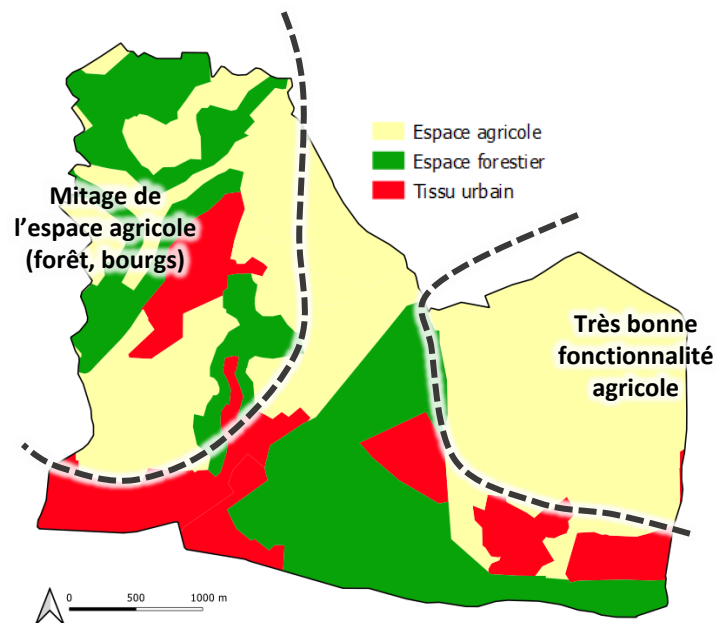 Espace agricole
Espace forestier
Tissu urbain
Mitage de
l'espace agricole
(forêt, bourgs)
Très bonne
fonctionnalité
agricole
0 500 1000 m